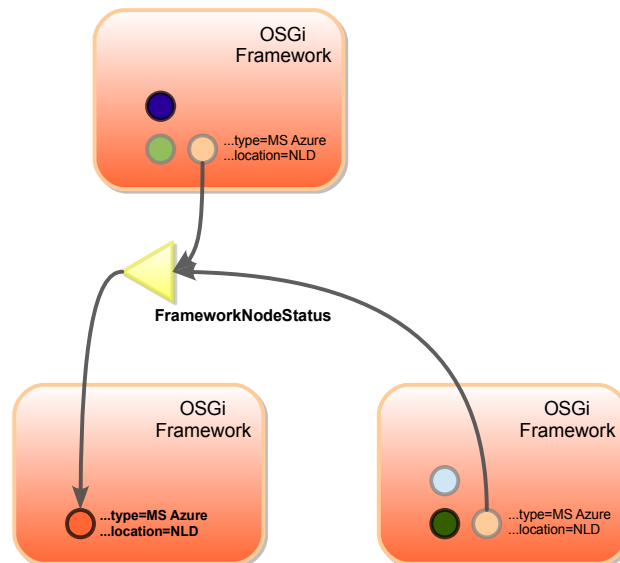 OSGi
Framework
...type=MS Azure
...location=NLD
FrameworkNodeStatus
OSGi
Framework
...type=MS Azure
...location=NLD
OSGi
Framework
...type=MS Azure
...location=NLD